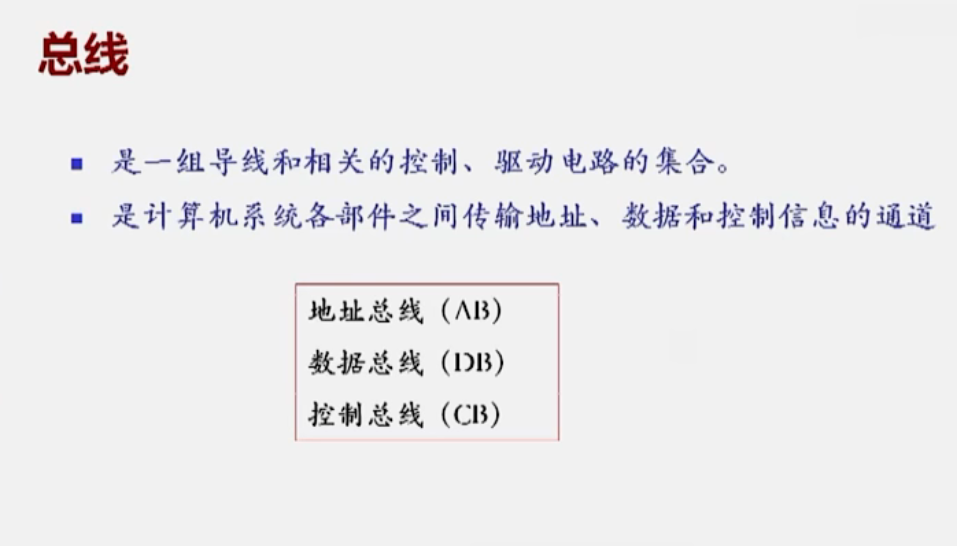 总线
是一组导线和相关的控制、驱动电路的集合。
是计算机系统各部件之间传输地址、数据和控制信息的通道
地址总线（AB）
数据总线（DB）
控制总线（CB）